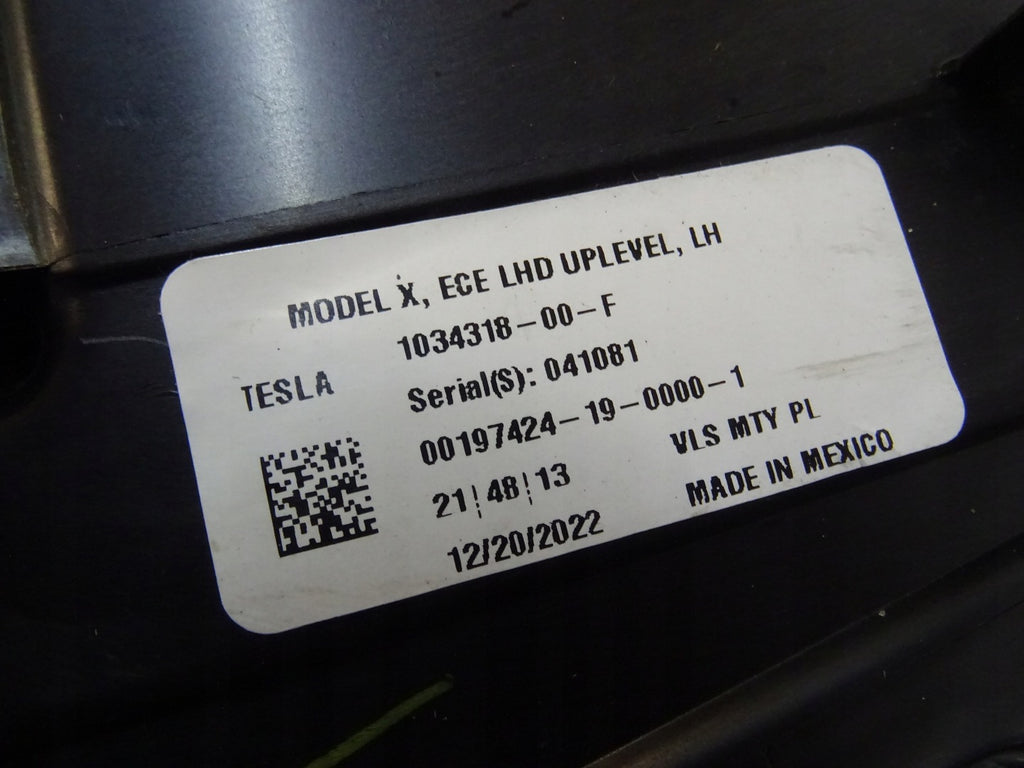 MODEL X, ECE LHD UPLEVEL, LH
1034318-00-F
TESLA
Serial(S): 041081
00197424-19-0000-1
21¦48¦13
VLS MTY PL
12/20/2022
MADE IN MEXICO